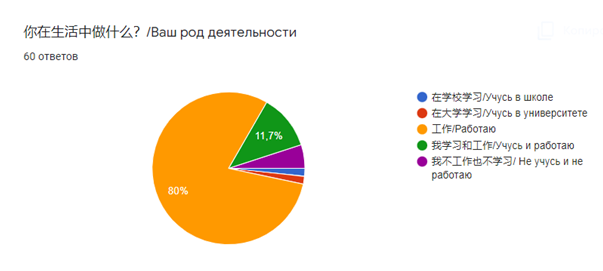 你在生活中做什么？/Ваш род деятельности
60 ответов
11,7%
80%
在学校学习/Учусь в школе
在大学学习/Учусь в университете
工作/Работаю
我学习和工作/Учусь и работаю
我不工作也不学习/ Не учусь и не
работаю